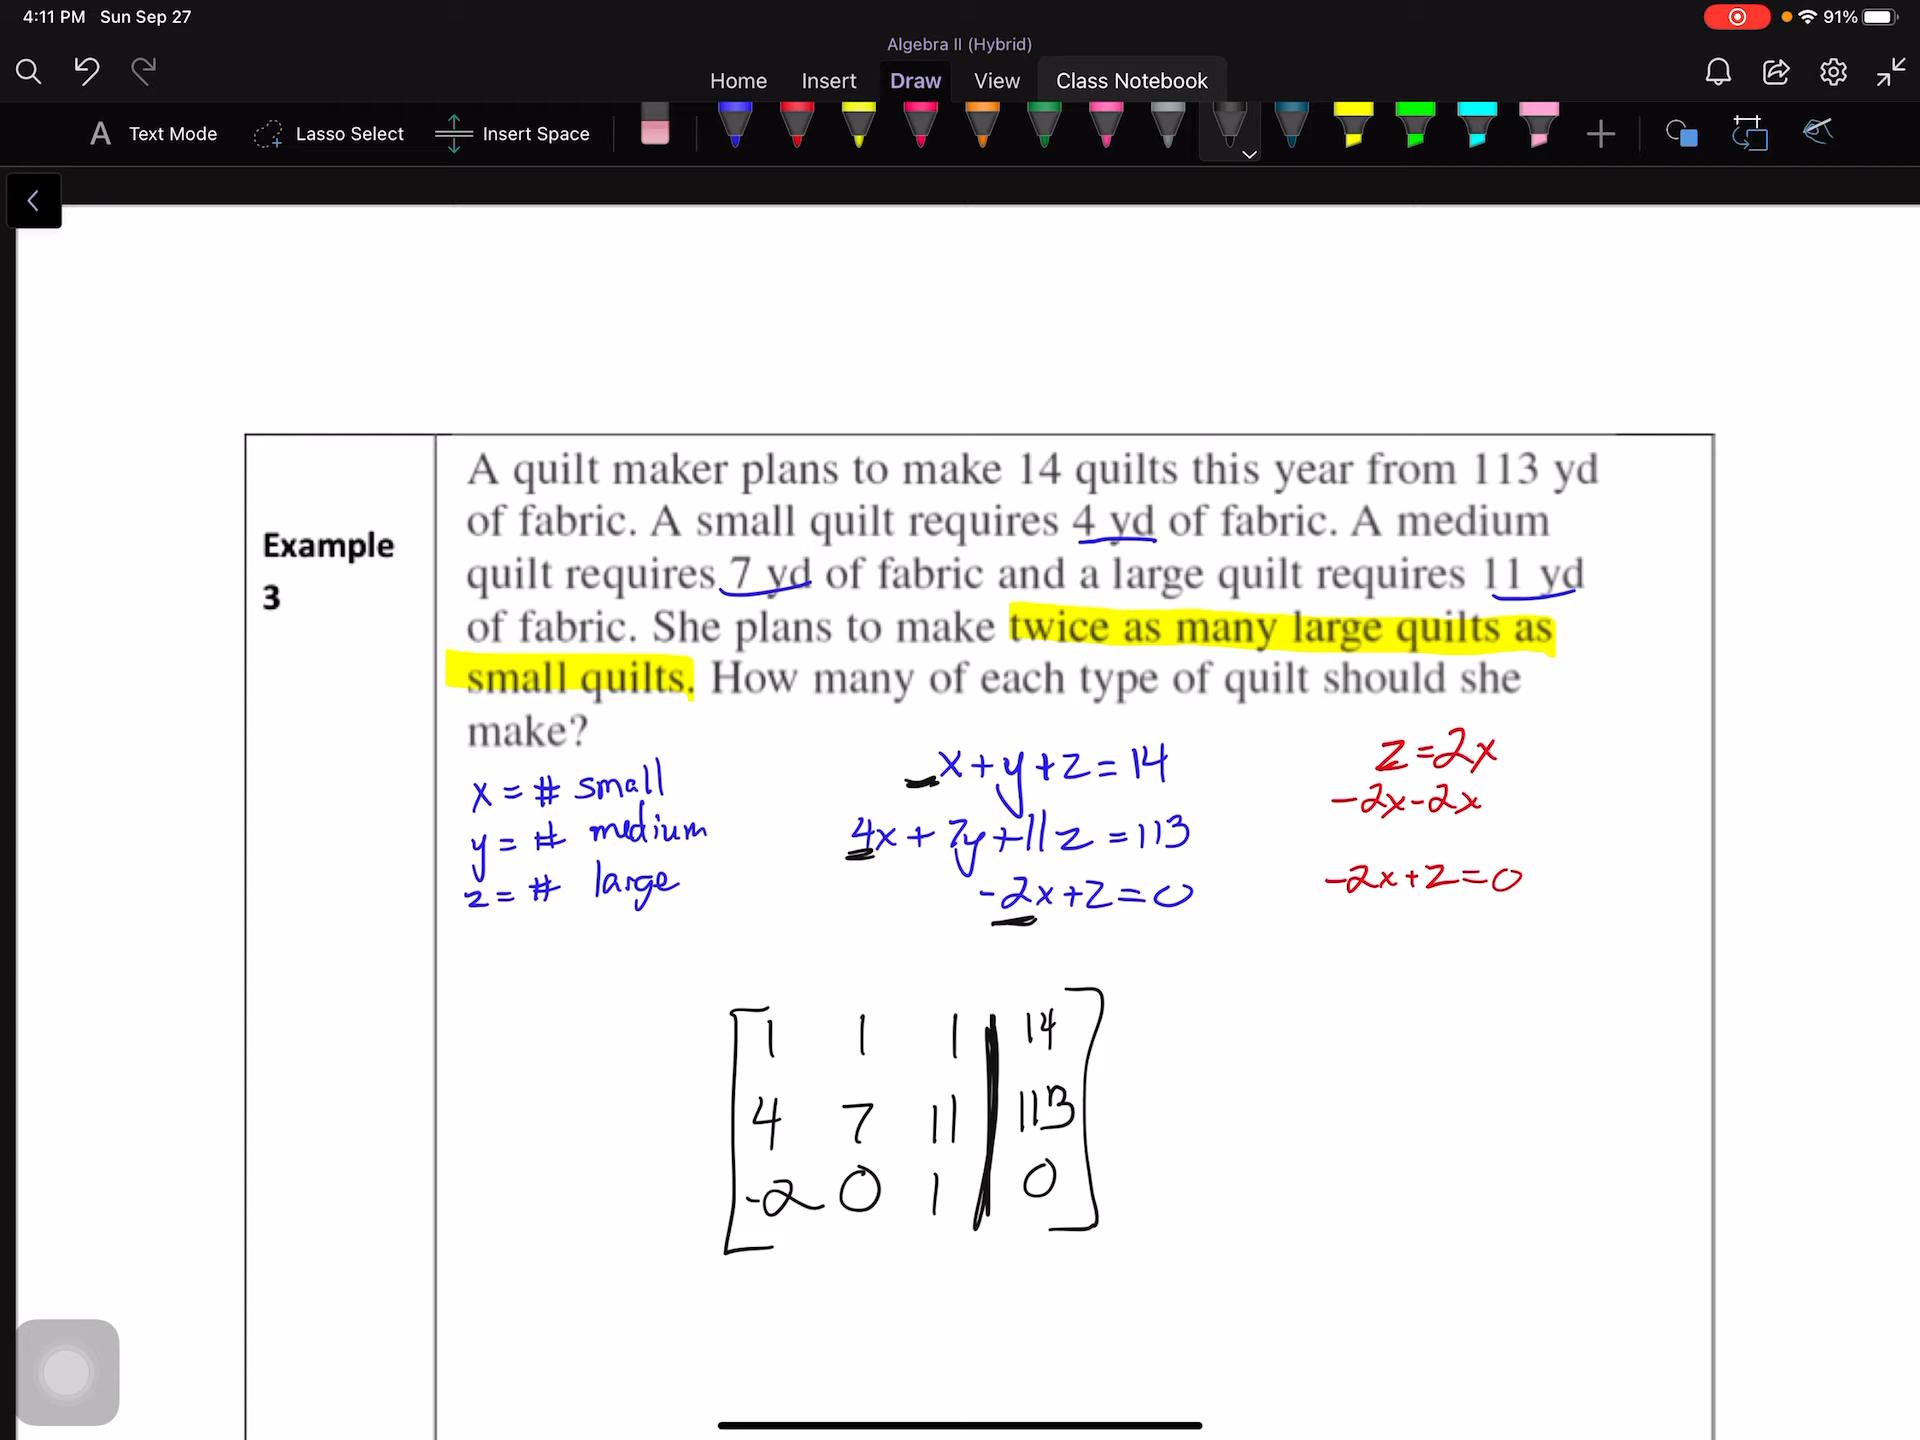 4:11 PM Sun Sep 27
91%
Algebra II (Hybrid)
Home Insert Draw View Class Notebook
Text Mode Lasso Select Insert Space
Example
3
A quilt maker plans to make 14 quilts this year from 113 yd
of fabric. A small quilt requires 4 yd of fabric. A medium
quilt requires 7 yd of fabric and a large quilt requires 11 yd
of fabric. She plans to make twice as many large quilts as
small quilts. How many of each type of quilt should she
make?
x = # small
y = # medium
z = # large
x+y+z=14
4x+7y+11z=113
-2x+z=0
z=2x
-2x-2x
-2x+z=0
1 1 1 14
4 7 11 113
-2 0 1 0